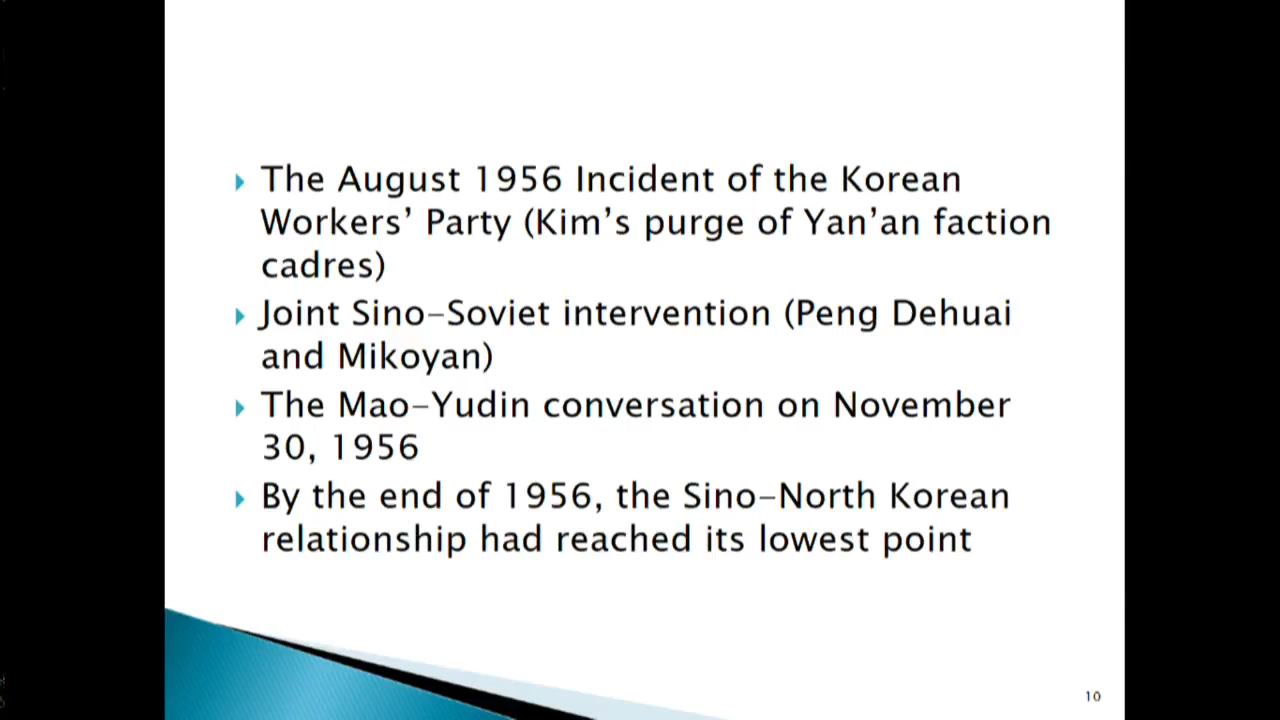 The August 1956 Incident of the Korean
Workers’ Party (Kim’s purge of Yan’an faction
cadres)
Joint Sino-Soviet intervention (Peng Dehuai
and Mikoyan)
The Mao-Yudin conversation on November
30, 1956
By the end of 1956, the Sino-North Korean
relationship had reached its lowest point
10